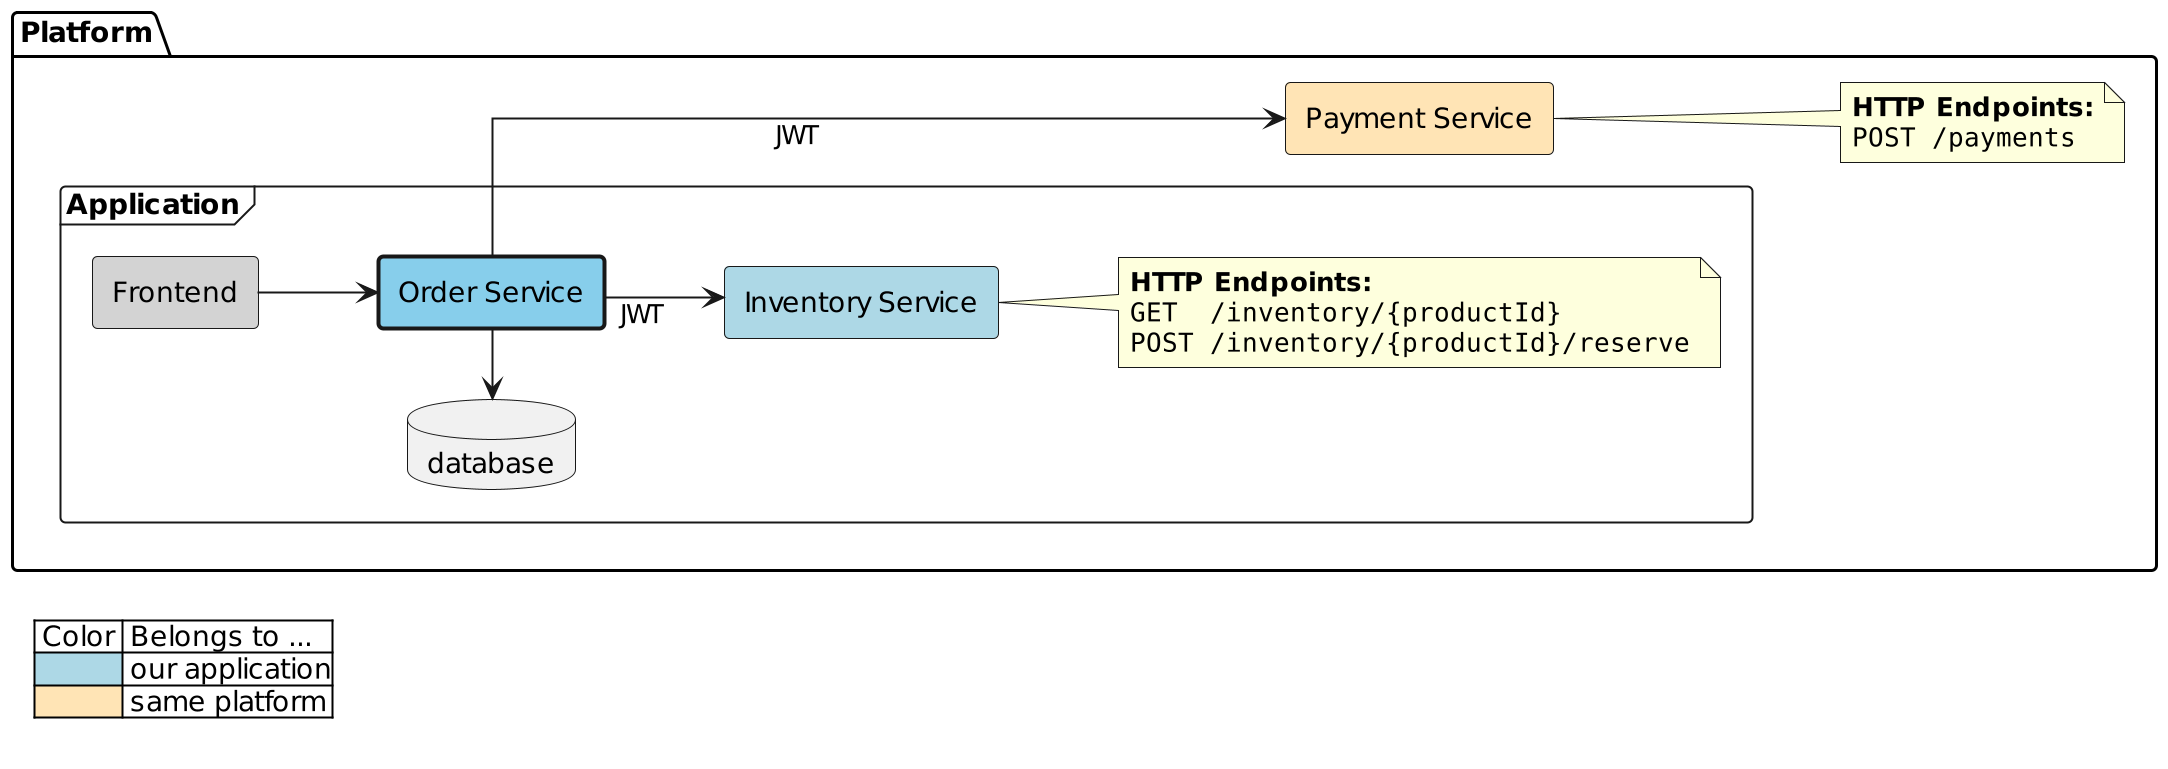 Platform
Payment Service
HTTP Endpoints:
POST /payments
JWT
Application
Frontend
Order Service
JWT
Inventory Service
HTTP Endpoints:
GET  /inventory/{productId}
POST /inventory/{productId}/reserve
database
Color Belongs to ...
our application
same platform